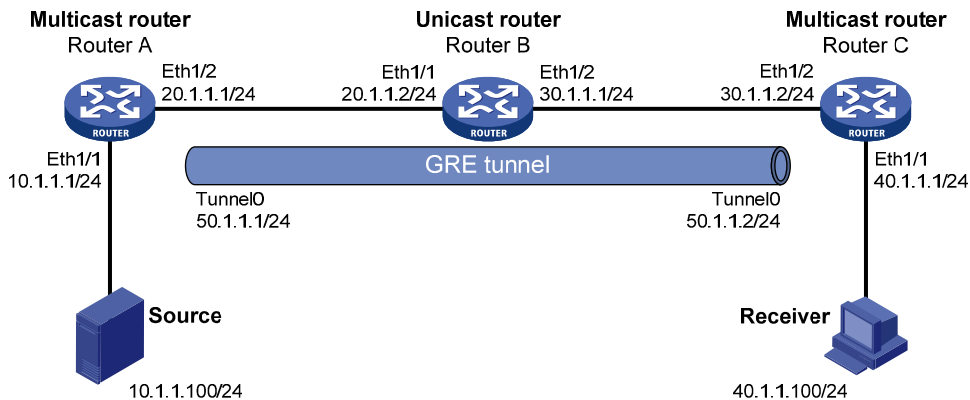 Multicast router
Router A
Unicast router
Router B
Multicast router
Router C
Eth1/2
20.1.1.1/24
Eth1/1
20.1.1.2/24
Eth1/2
30.1.1.1/24
Eth1/2
30.1.1.2/24
ROUTER
ROUTER
ROUTER
Eth1/1
10.1.1.1/24
GRE tunnel
Eth1/1
40.1.1.1/24
Tunnel0
50.1.1.1/24
Tunnel0
50.1.1.2/24
Source
Receiver
10.1.1.100/24
40.1.1.100/24